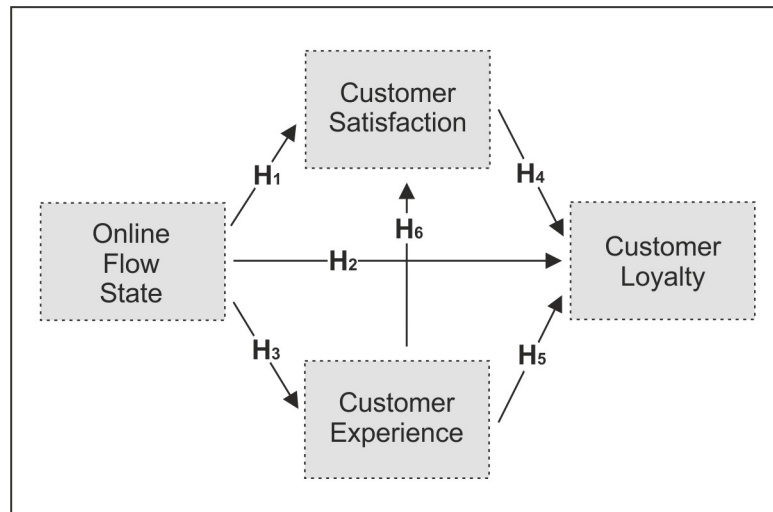 Customer
Satisfaction
H₁
H₄
Online
Flow
State
H₆
H₂
Customer
Loyalty
H₃
H₅
Customer
Experience